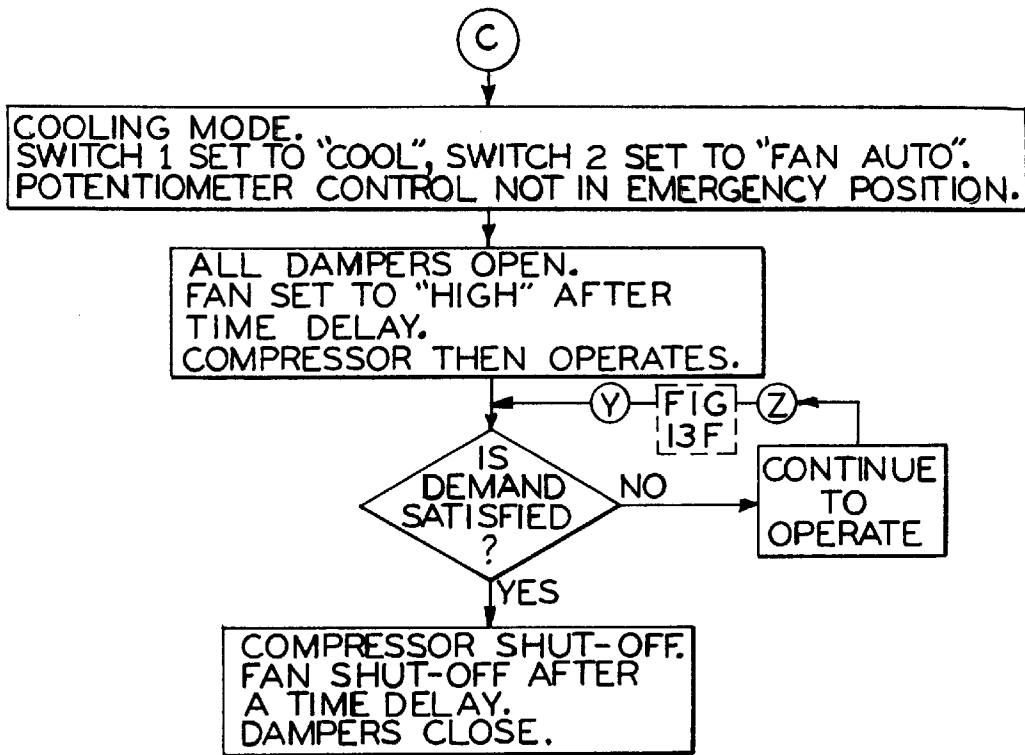 C
COOLING MODE.
SWITCH 1 SET TO "COOL", SWITCH 2 SET TO "FAN AUTO".
POTENTIOMETER CONTROL NOT IN EMERGENCY POSITION.
ALL DAMPERS OPEN.
FAN SET TO "HIGH" AFTER
TIME DELAY.
COMPRESSOR THEN OPERATES.
Y
FIG
13F
Z
IS
DEMAND
SATISFIED
?
NO
CONTINUE
TO
OPERATE
YES
COMPRESSOR SHUT-OFF.
FAN SHUT-OFF AFTER
A TIME DELAY.
DAMPERS CLOSE.